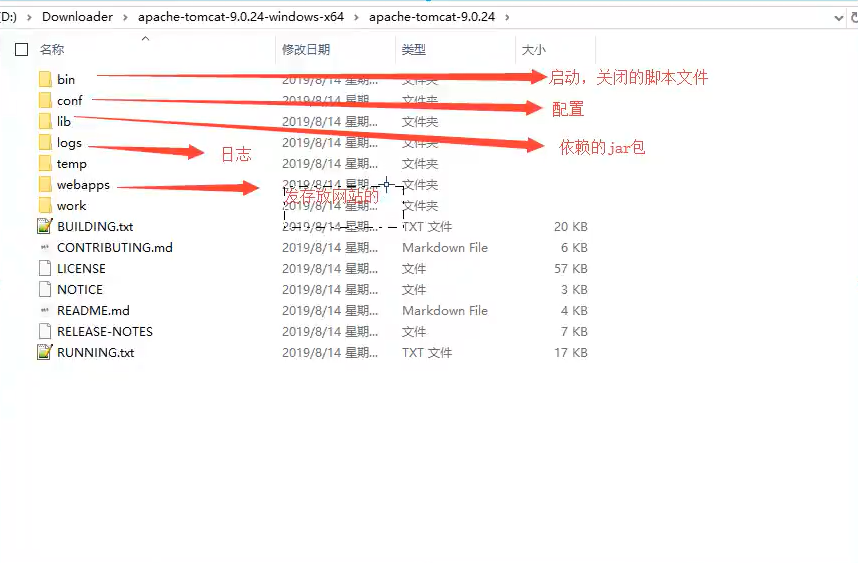 D:) › Downloader › apache-tomcat-9.0.24-windows-x64 › apache-tomcat-9.0.24 ›
名称 修改日期 类型 大小
bin 2019/8/14 星期... 文件夹 启动，关闭的脚本文件
conf 2019/8/14 星期... 文件夹 配置
lib 2019/8/14 星期... 文件夹
logs 2019/8/14 星期... 文件夹 依赖的jar包
日志
temp 2019/8/14 星期... 文件夹
webapps 2019/8/14 星期... 文件夹
发存放网站的
work 2019/8/14 星期... 文件夹
BUILDING.txt 2019/8/14 星期... TXT 文件 20 KB
CONTRIBUTING.md 2019/8/14 星期... Markdown File 6 KB
LICENSE 2019/8/14 星期... 文件 57 KB
NOTICE 2019/8/14 星期... 文件 3 KB
README.md 2019/8/14 星期... Markdown File 4 KB
RELEASE-NOTES 2019/8/14 星期... 文件 7 KB
RUNNING.txt 2019/8/14 星期... TXT 文件 17 KB